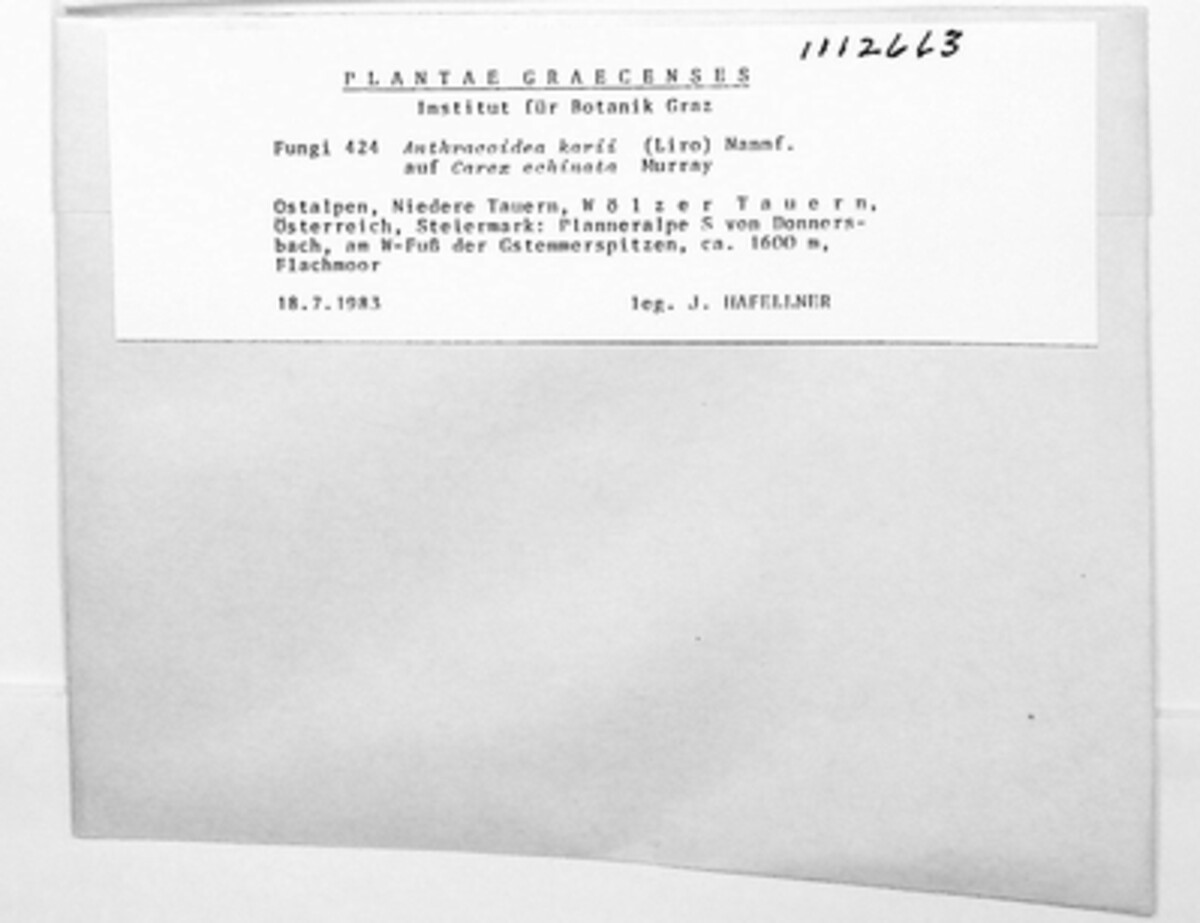 1112663
PLANTAE GRAECENSES
Institut für Botanik Graz
Fungi 424 Anthracoidea karii (Liro) Nannf.
auf Carex echinata Murray
Ostalpen, Niedere Tauern, Wölzer Tauern,
Österreich, Steiermark: Planneralpe S von Donners-
bach, am W-Fuß der Gstemmerspitzen, ca. 1600 m,
Flachmoor
18.7.1983 leg. J. HAFELLNER